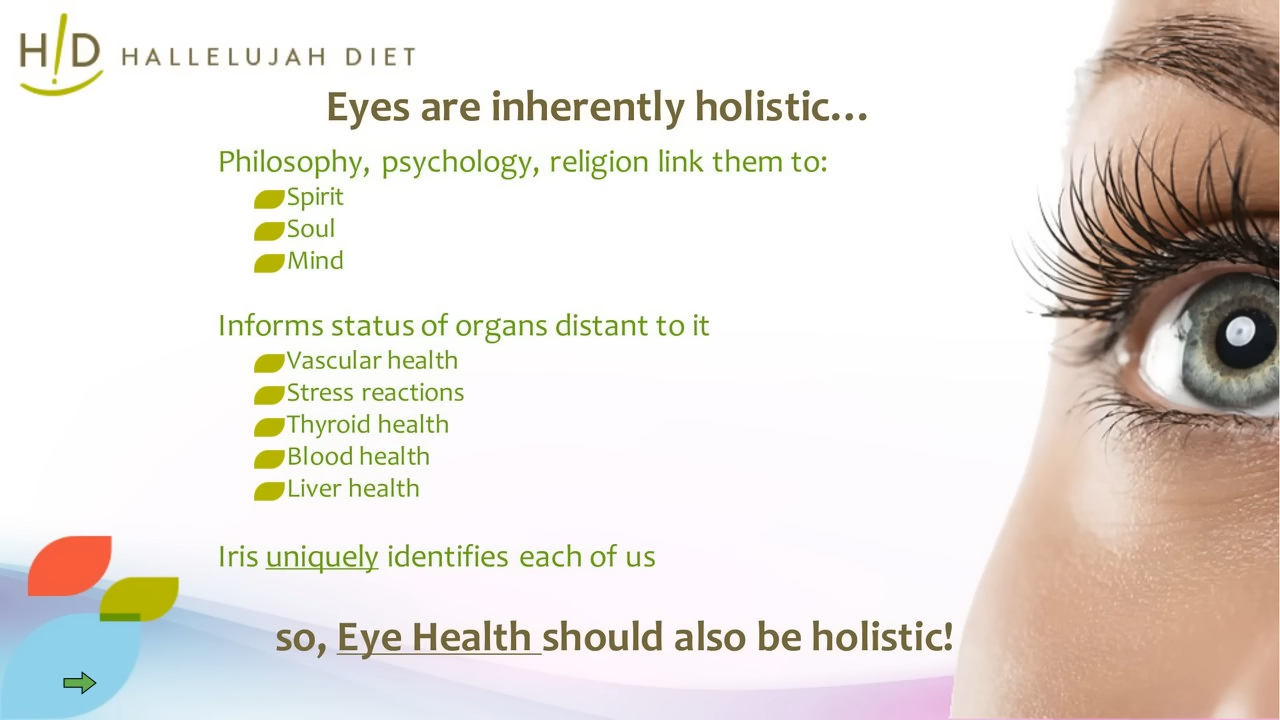 H!D HALLELUJAH DIET
Eyes are inherently holistic…
Philosophy, psychology, religion link them to:
Spirit
Soul
Mind
Informs status of organs distant to it
Vascular health
Stress reactions
Thyroid health
Blood health
Liver health
Iris uniquely identifies each of us
so, Eye Health should also be holistic!